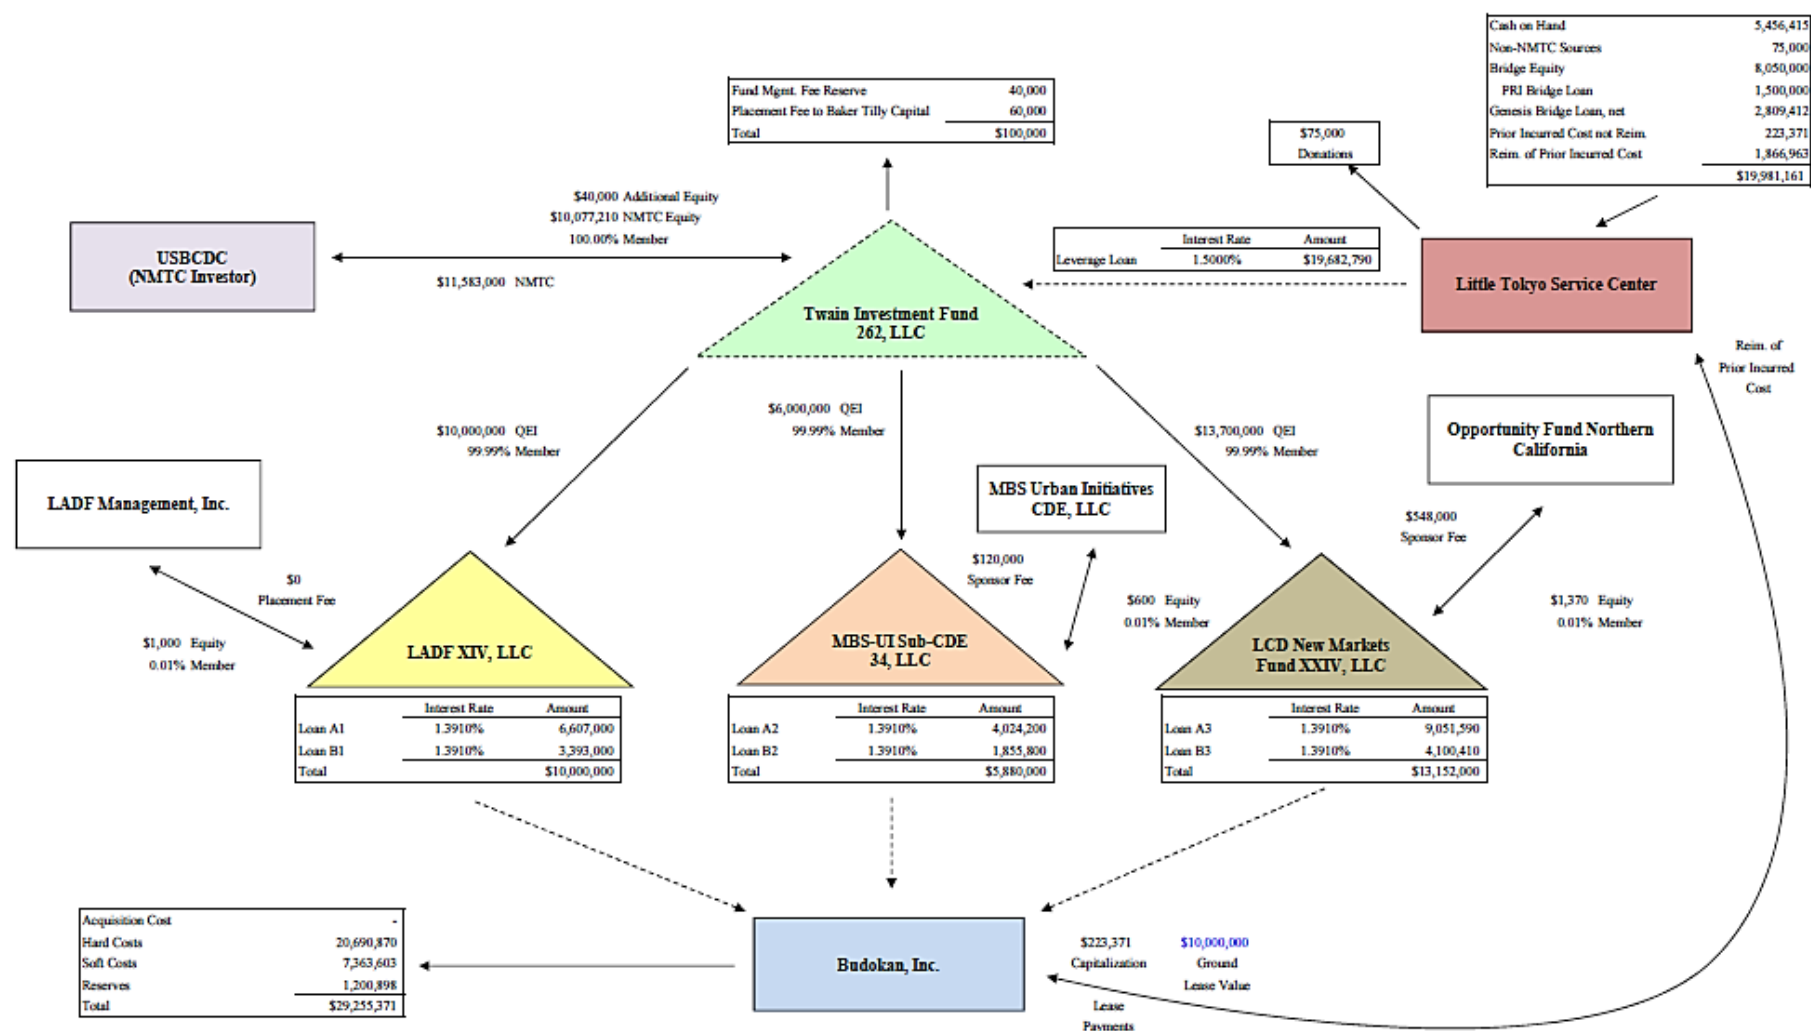 Cash on Hand 5,456,415
Non-NMTC Sources 75,000
Bridge Equity 8,050,000
PRI Bridge Loan 1,500,000
Genesis Bridge Loan, net 2,809,412
Prior Incurred Cost not Reim. 223,371
Reim. of Prior Incurred Cost 1,866,963
$19,981,161
Fund Mgmt. Fee Reserve 40,000
Placement Fee to Baker Tilly Capital 60,000
Total $100,000
$75,000
Donations
$40,000 Additional Equity
$10,077,210 NMTC Equity
100.00% Member
$11,583,000 NMTC
USBCDC
(NMTC Investor)
Interest Rate Amount
Leverage Loan 1.5000% $19,682,790
Little Tokyo Service Center
Twain Investment Fund
262, LLC
Reim. of
Prior Incurred
Cost
$10,000,000 QEI
99.99% Member
$6,000,000 QEI
99.99% Member
$13,700,000 QEI
99.99% Member
Opportunity Fund Northern
California
LADF Management, Inc.
MBS Urban Initiatives
CDE, LLC
$548,000
Sponsor Fee
$0
Placement Fee
$120,000
Sponsor Fee
$1,000 Equity
0.01% Member
$600 Equity
0.01% Member
$1,370 Equity
0.01% Member
LADF XIV, LLC
MBS-UI Sub-CDE
34, LLC
LCD New Markets
Fund XXIV, LLC
Interest Rate Amount
Loan A1 1.3910% 6,607,000
Loan B1 1.3910% 3,393,000
Total $10,000,000
Interest Rate Amount
Loan A2 1.3910% 4,024,200
Loan B2 1.3910% 1,855,800
Total $5,880,000
Interest Rate Amount
Loan A3 1.3910% 9,051,590
Loan B3 1.3910% 4,100,410
Total $13,152,000
Acquisition Cost -
Hard Costs 20,690,870
Soft Costs 7,363,603
Reserves 1,200,898
Total $29,255,371
Budokan, Inc.
$223,371
Capitalization
$10,000,000
Ground
Lease Value
Lease
Payments